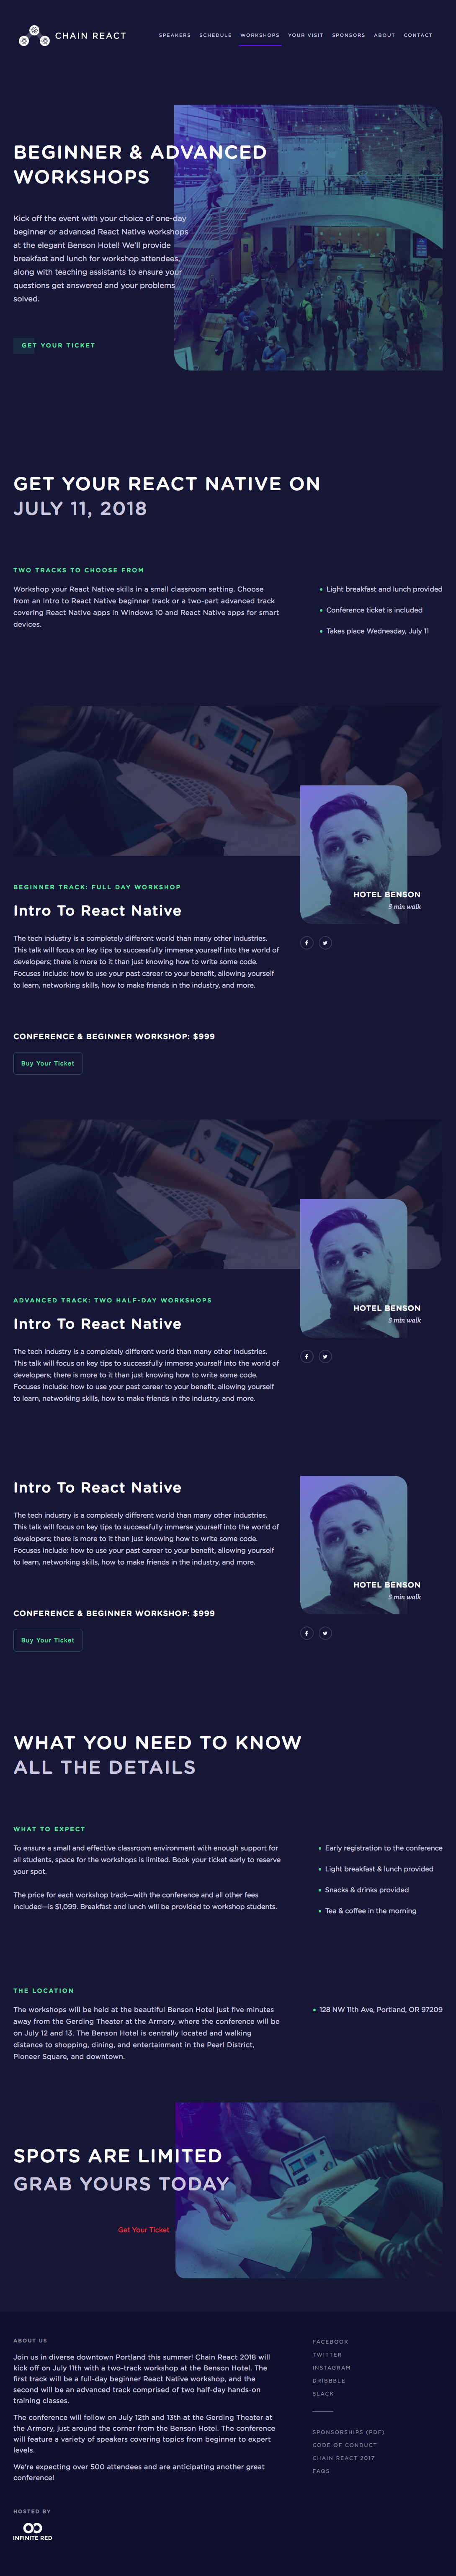 CHAIN REACT
SPEAKERS SCHEDULE WORKSHOPS YOUR VISIT SPONSORS ABOUT CONTACT
BEGINNER & ADVANCED
WORKSHOPS
Kick off the event with your choice of one-day
beginner or advanced React Native workshops
at the elegant Benson Hotel! We'll provide
breakfast and lunch for workshop attendees,
along with teaching assistants to ensure your
questions get answered and your problems
solved.
GET YOUR TICKET
GET YOUR REACT NATIVE ON
JULY 11, 2018
TWO TRACKS TO CHOOSE FROM
Workshop your React Native skills in a small classroom setting. Choose
from an Intro to React Native beginner track or a two-part advanced track
covering React Native apps in Windows 10 and React Native apps for smart
devices.
Light breakfast and lunch provided
Conference ticket is included
Takes place Wednesday, July 11
BEGINNER TRACK: FULL DAY WORKSHOP
Intro To React Native
The tech industry is a completely different world than many other industries.
This talk will focus on key tips to successfully immerse yourself into the world of
developers; there is more to it than just knowing how to write some code.
Focuses include: how to use your past career to your benefit, allowing yourself
to learn, networking skills, how to make friends in the industry, and more.
HOTEL BENSON
5 min walk
CONFERENCE & BEGINNER WORKSHOP: $999
Buy Your Ticket
ADVANCED TRACK: TWO HALF-DAY WORKSHOPS
Intro To React Native
The tech industry is a completely different world than many other industries.
This talk will focus on key tips to successfully immerse yourself into the world of
developers; there is more to it than just knowing how to write some code.
Focuses include: how to use your past career to your benefit, allowing yourself
to learn, networking skills, how to make friends in the industry, and more.
HOTEL BENSON
5 min walk
Intro To React Native
The tech industry is a completely different world than many other industries.
This talk will focus on key tips to successfully immerse yourself into the world of
developers; there is more to it than just knowing how to write some code.
Focuses include: how to use your past career to your benefit, allowing yourself
to learn, networking skills, how to make friends in the industry, and more.
HOTEL BENSON
5 min walk
CONFERENCE & BEGINNER WORKSHOP: $999
Buy Your Ticket
WHAT YOU NEED TO KNOW
ALL THE DETAILS
WHAT TO EXPECT
To ensure a small and effective classroom environment with enough support for
all students, space for the workshops is limited. Book your ticket early to reserve
your spot.
The price for each workshop track—with the conference and all other fees
included—is $1,099. Breakfast and lunch will be provided to workshop students.
Early registration to the conference
Light breakfast & lunch provided
Snacks & drinks provided
Tea & coffee in the morning
THE LOCATION
The workshops will be held at the beautiful Benson Hotel just five minutes
away from the Gerding Theater at the Armory, where the conference will be
on July 12 and 13. The Benson Hotel is centrally located and walking
distance to shopping, dining, and entertainment in the Pearl District,
Pioneer Square, and downtown.
128 NW 11th Ave, Portland, OR 97209
SPOTS ARE LIMITED
GRAB YOURS TODAY
Get Your Ticket
ABOUT US
Join us in diverse downtown Portland this summer! Chain React 2018 will
kick off on July 11th with a two-track workshop at the Benson Hotel. The
first track will be a full-day beginner React Native workshop, and the
second will be an advanced track comprised of two half-day hands-on
training classes.
The conference will follow on July 12th and 13th at the Gerding Theater at
the Armory, just around the corner from the Benson Hotel. The conference
will feature a variety of speakers covering topics from beginner to expert
levels.
We're expecting over 500 attendees and are anticipating another great
conference!
HOSTED BY
INFINITE RED
FACEBOOK
TWITTER
INSTAGRAM
DRIBBBLE
SLACK
SPONSORSHIPS (PDF)
CODE OF CONDUCT
CHAIN REACT 2017
FAQS